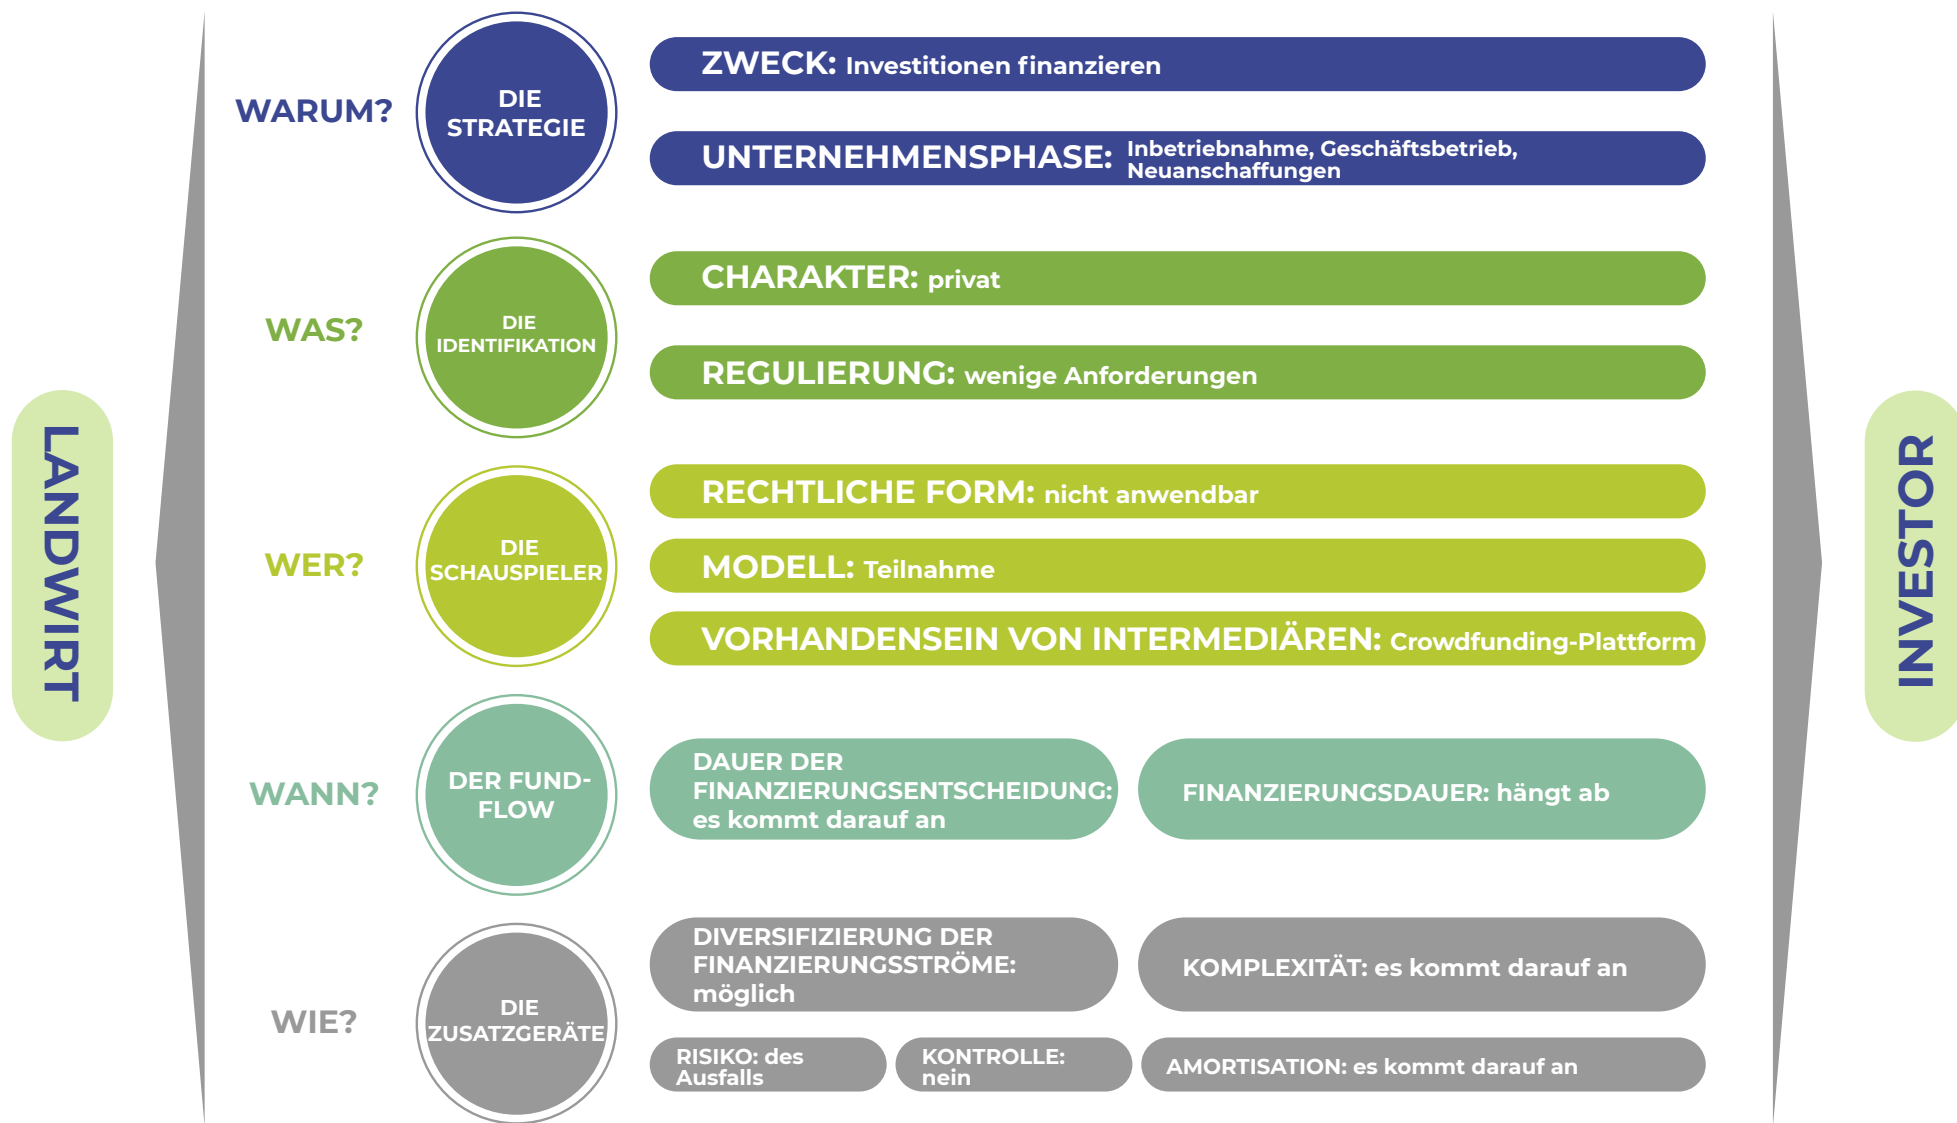 LANDWIRT
WARUM?
DIE
STRATEGIE
ZWECK: Investitionen finanzieren
UNTERNEHMENSPHASE: Inbetriebnahme, Geschäftsbetrieb,
Neuanschaffungen
WAS?
DIE
IDENTIFIKATION
CHARAKTER: privat
REGULIERUNG: wenige Anforderungen
WER?
DIE
SCHAUSPIELER
RECHTLICHE FORM: nicht anwendbar
MODELL: Teilnahme
VORHANDENSEIN VON INTERMEDIÄREN: Crowdfunding-Plattform
WANN?
DER FUND-
FLOW
DAUER DER
FINANZIERUNGSENTSCHEIDUNG:
es kommt darauf an
FINANZIERUNGSDAUER: hängt ab
WIE?
DIE
ZUSATZGERÄTE
DIVERSIFIZIERUNG DER
FINANZIERUNGSSTRÖME:
möglich
KOMPLEXITÄT: es kommt darauf an
RISIKO: des
Ausfalls
KONTROLLE:
nein
AMORTISATION: es kommt darauf an
INVESTOR